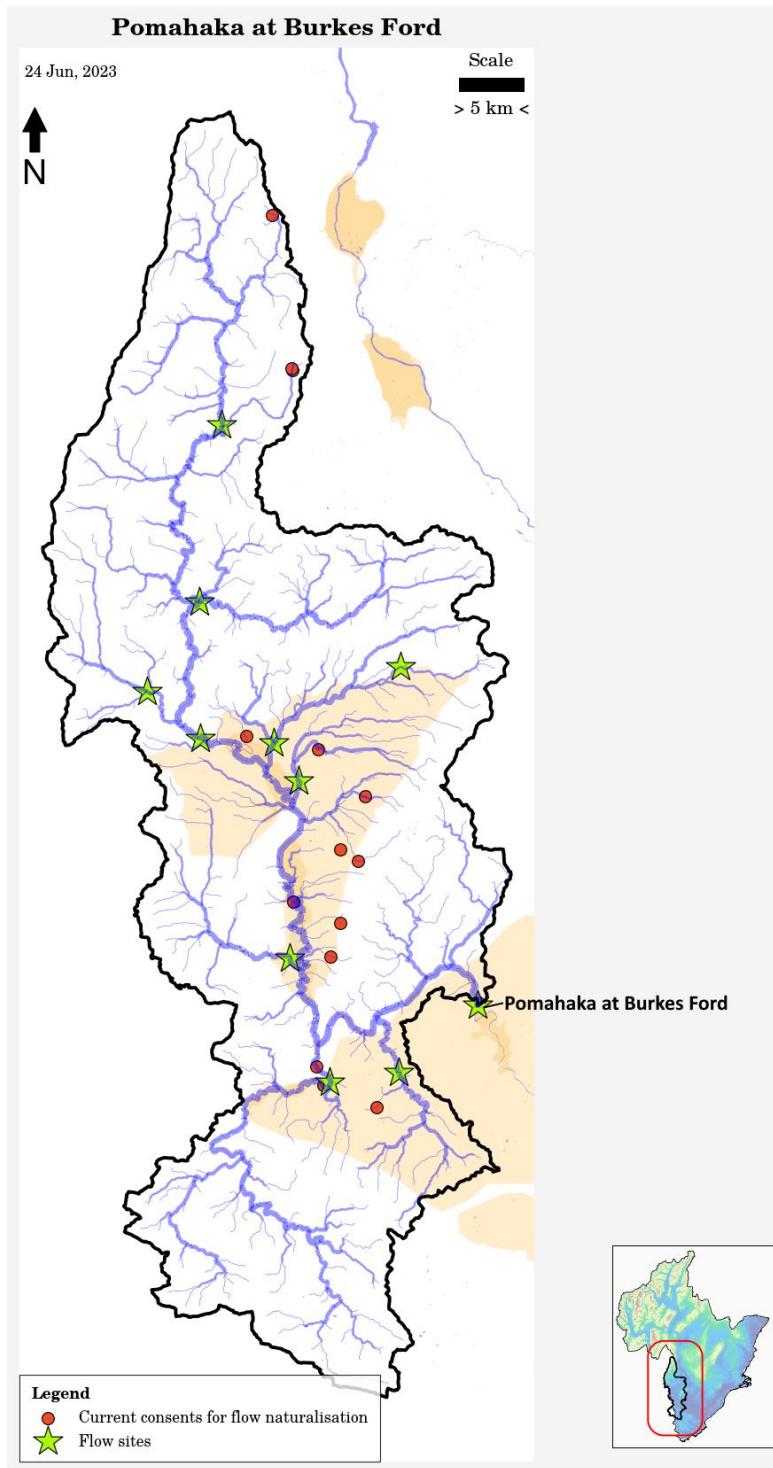 Pomahaka at Burkes Ford
24 Jun, 2023
Scale
> 5 km <
N
Pomahaka at Burkes Ford
Legend
Current consents for flow naturalisation
Flow sites